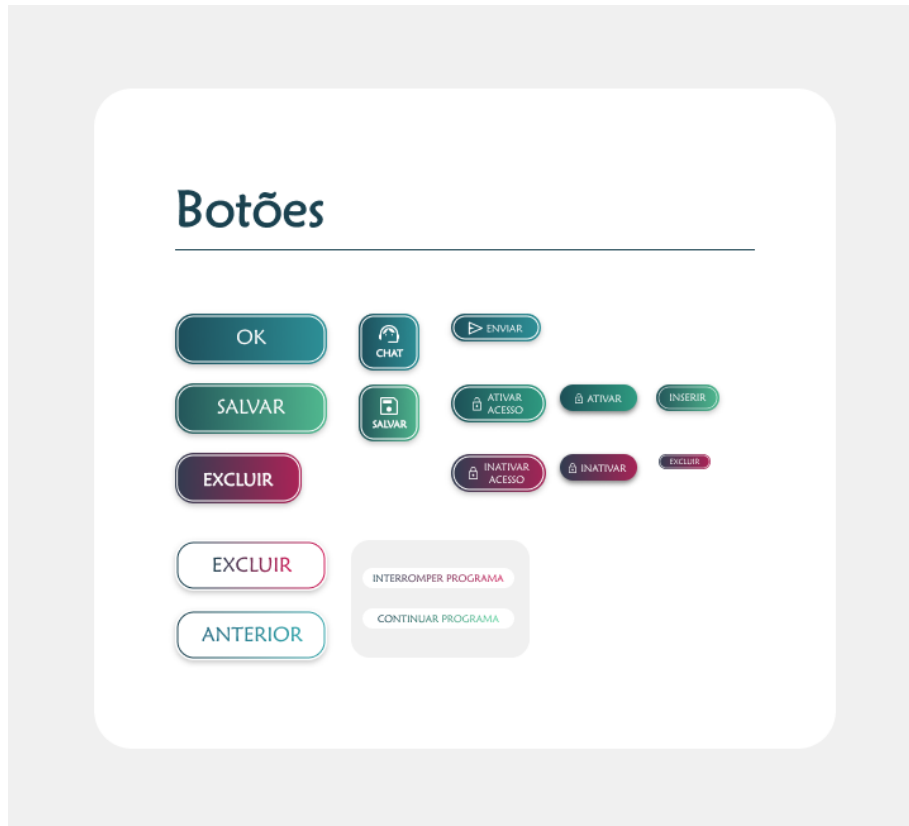 Botões
OK
CHAT
ENVIAR
SALVAR
SALVAR
ATIVAR
ACESSO
ATIVAR
INSERIR
EXCLUIR
INATIVAR
ACESSO
INATIVAR
EXCLUIR
EXCLUIR
INTERROMPER PROGRAMA
ANTERIOR
CONTINUAR PROGRAMA